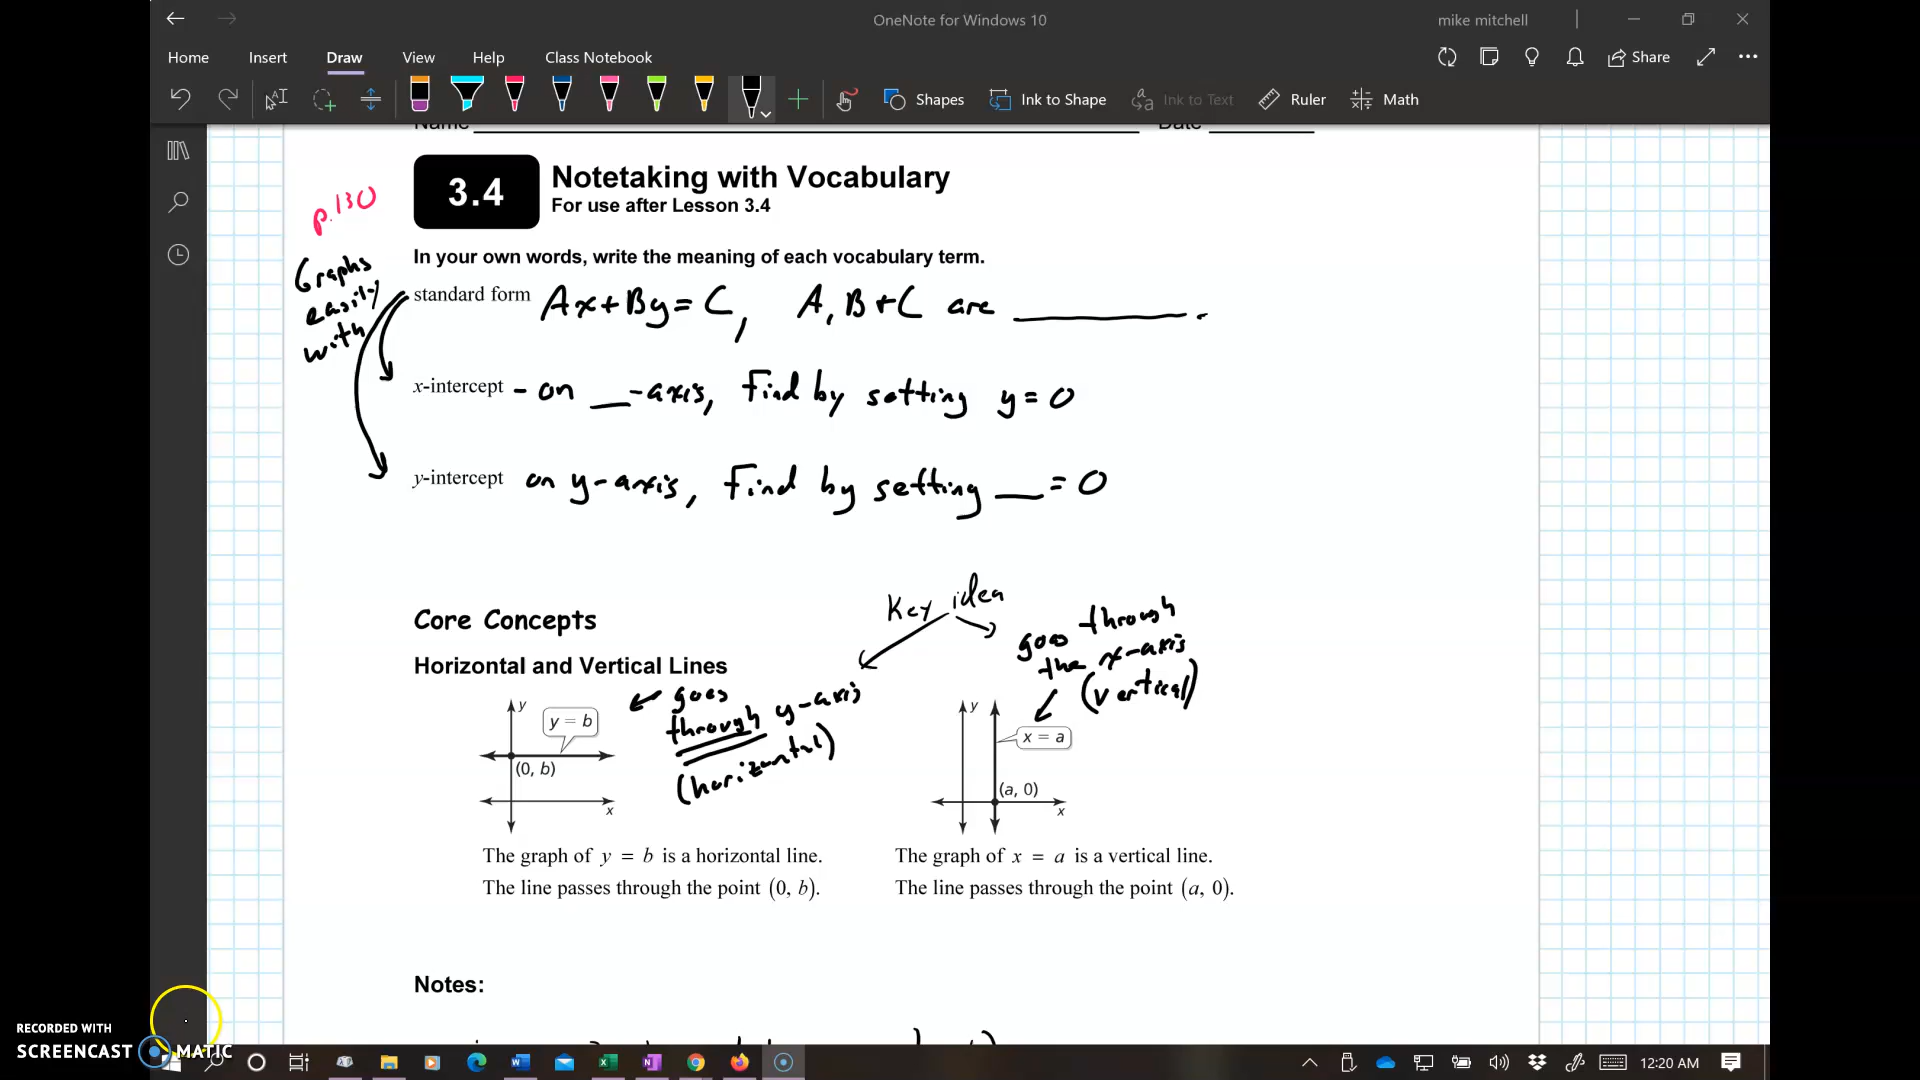 OneNote for Windows 10
mike mitchell
Home Insert Draw View Help Class Notebook
Share
Shapes Ink to Shape Ink to Text Ruler Math
Name Date
3.4 Notetaking with Vocabulary
For use after Lesson 3.4
p.130
In your own words, write the meaning of each vocabulary term.
Graphs
easily
with
standard form Ax+By=C, A, B + C are ______.
x-intercept - on __-axis, Find by setting y=0
y-intercept on y-axis, Find by setting __=0
Key idea
Core Concepts
Horizontal and Vertical Lines
goes
through y-axis
(horizontal)
goes through
the x-axis
(vertical)
y
y = b
(0, b)
x
y
x = a
(a, 0)
x
The graph of y = b is a horizontal line.
The line passes through the point (0, b).
The graph of x = a is a vertical line.
The line passes through the point (a, 0).
Notes:
RECORDED WITH
SCREENCAST MATIC
12:20 AM